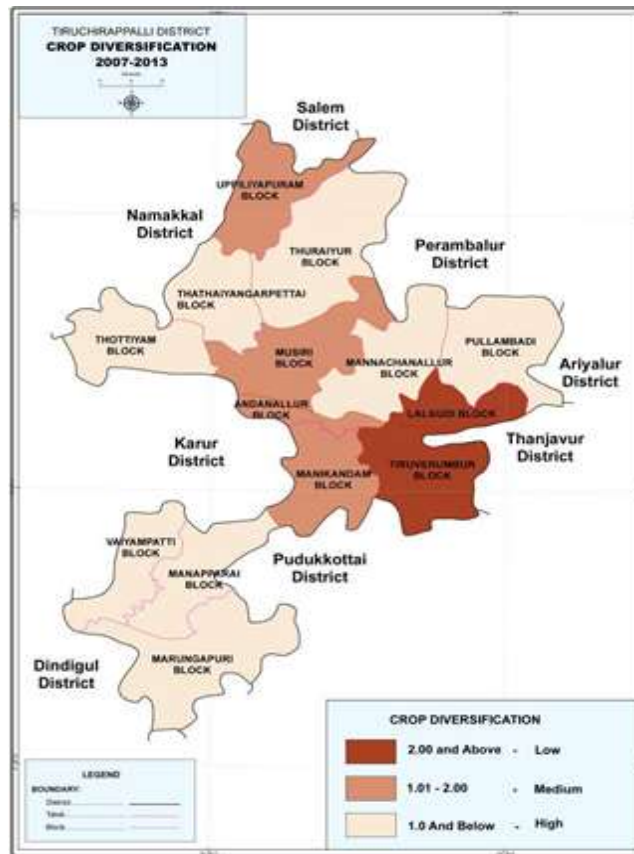 TIRUCHIRAPPALLI DISTRICT
CROP DIVERSIFICATION
2007-2013
Salem
District
UPPILIYAPURAM
BLOCK
Namakkal
District
THURAIYUR
BLOCK
Perambalur
District
THATHAIYANGARPETTAI
BLOCK
THOTTIYAM
BLOCK
MUSIRI
BLOCK
MANNACHANALLUR
BLOCK
PULLAMBADI
BLOCK
Ariyalur
District
ANDANALLUR
BLOCK
LALGUDI BLOCK
Karur
District
Thanjavur
District
MANIKANDAM
BLOCK
TIRUVERUMBUR
BLOCK
VAIYAMPATTI
BLOCK
Pudukkottai
District
MANAPPARAI
BLOCK
MARUNGAPURI
BLOCK
Dindigul
District
CROP DIVERSIFICATION
2.00 and Above - Low
1.01 - 2.00 - Medium
1.0 And Below - High
LEGEND
BOUNDARY:
District
Taluk
Block